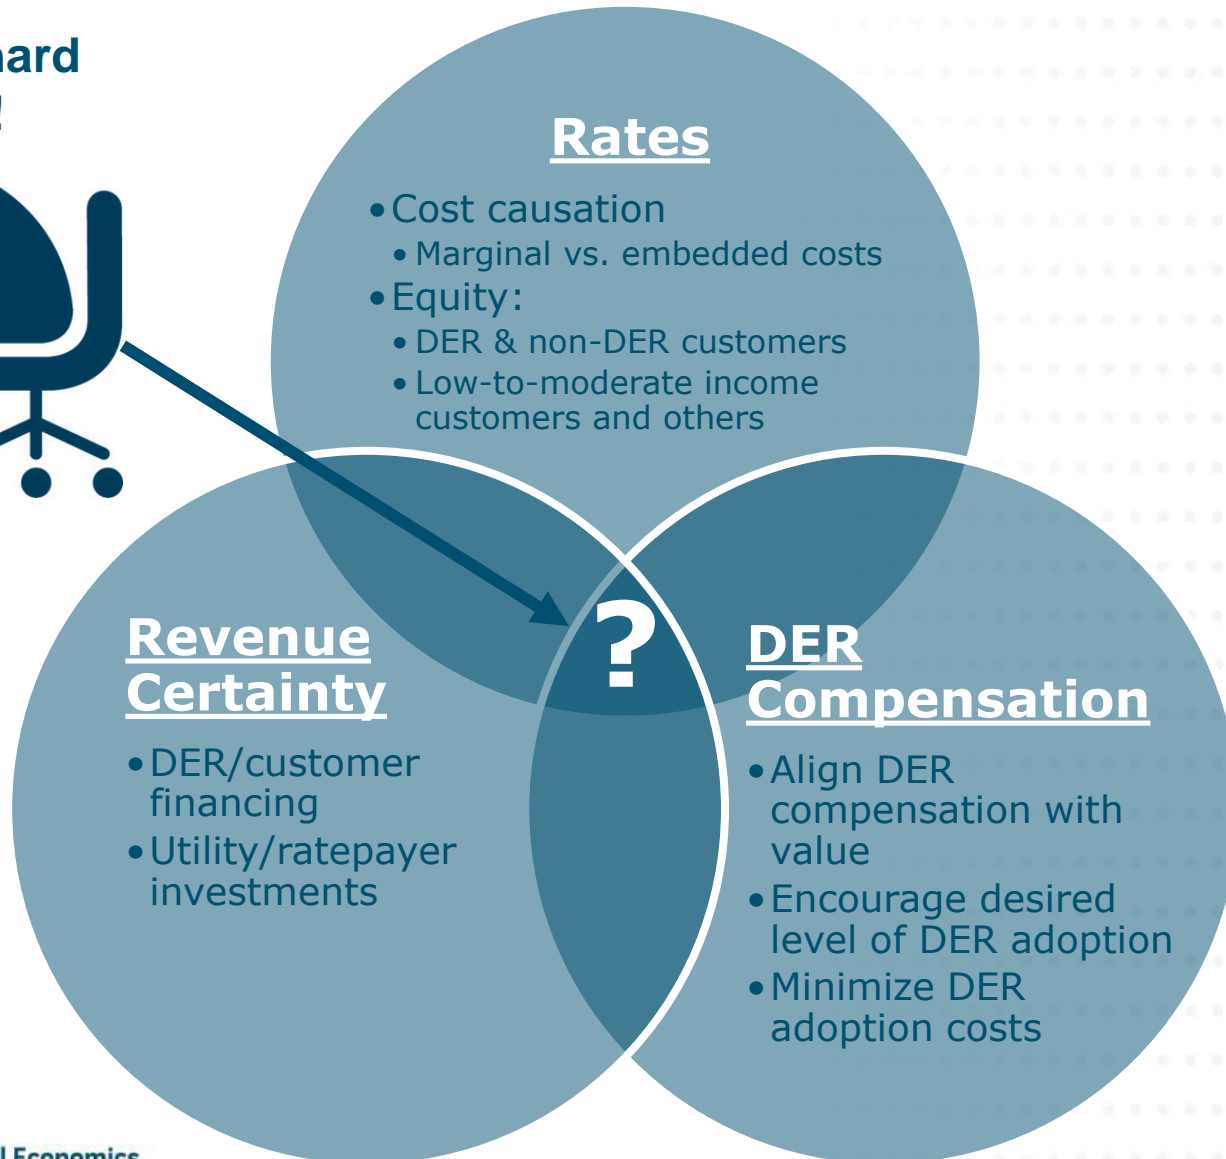 Rates
• Cost causation
• Marginal vs. embedded costs
• Equity:
• DER & non-DER customers
• Low-to-moderate income
customers and others
?
Revenue
Certainty
• DER/customer
financing
• Utility/ratepayer
investments
DER
Compensation
• Align DER
compensation with
value
• Encourage desired
level of DER adoption
• Minimize DER
adoption costs
Economics